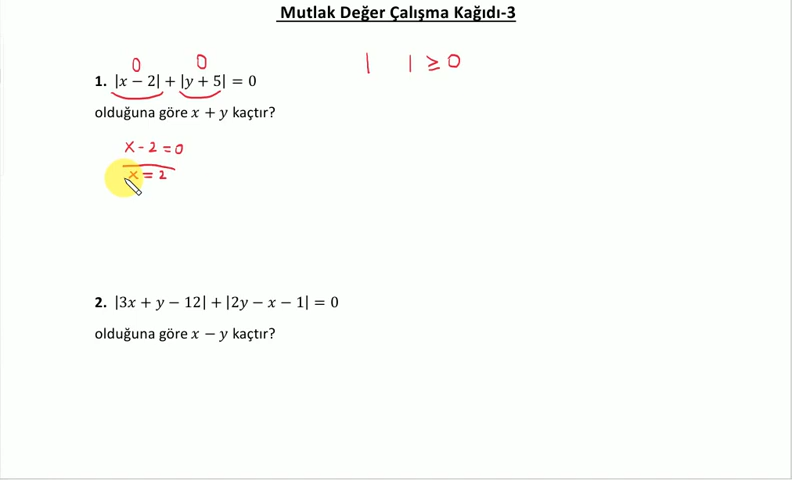 Mutlak Değer Çalışma Kağıdı-3
0 0
| | ≥ 0
1. |x − 2| + |y + 5| = 0
olduğuna göre x + y kaçtır?
x - 2 = 0
x = 2
2. |3x + y − 12| + |2y − x − 1| = 0
olduğuna göre x − y kaçtır?